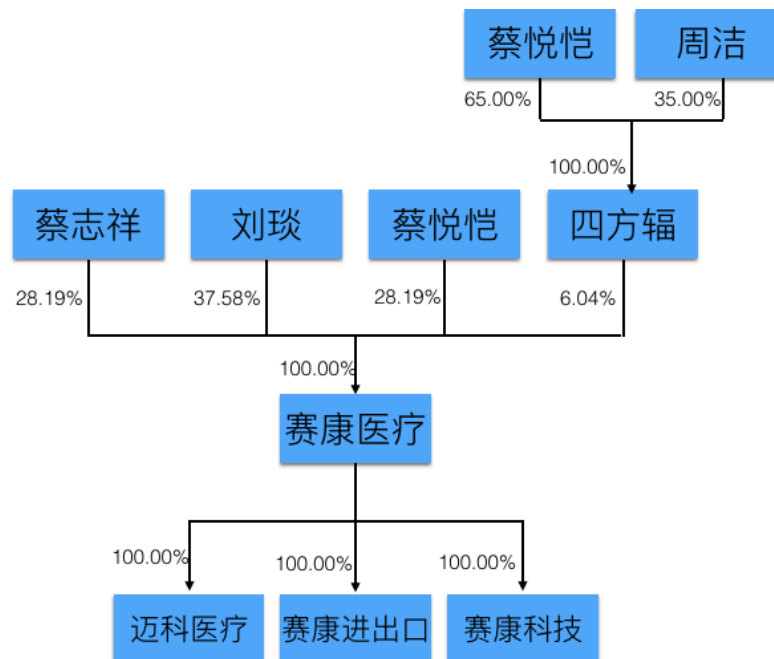 蔡悦恺
周洁
65.00%
35.00%
100.00%
蔡志祥
刘琰
蔡悦恺
四方辐
28.19%
37.58%
28.19%
6.04%
100.00%
赛康医疗
100.00%
100.00%
100.00%
迈科医疗
赛康进出口
赛康科技